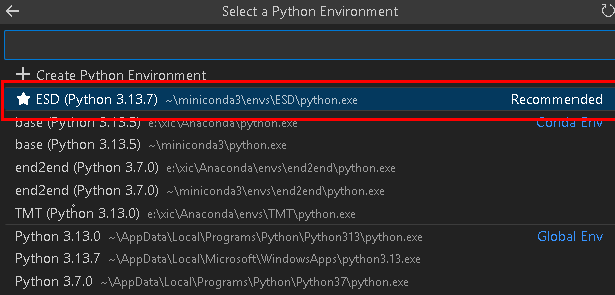 Select a Python Environment
Create Python Environment
ESD (Python 3.13.7) ~\miniconda3\envs\ESD\python.exe Recommended
base (Python 3.13.5) e:\xic\Anaconda\python.exe Conda Env
base (Python 3.13.5) ~\miniconda3\python.exe
end2end (Python 3.7.0) e:\xic\Anaconda\envs\end2end\python.exe
end2end (Python 3.7.0) ~\miniconda3\envs\end2end\python.exe
TMT (Python 3.13.0) e:\xic\Anaconda\envs\TMT\python.exe
Python 3.13.0 ~\AppData\Local\Programs\Python\Python313\python.exe Global Env
Python 3.13.7 ~\AppData\Local\Microsoft\WindowsApps\python3.13.exe
Python 3.7.0 ~\AppData\Local\Programs\Python\Python37\python.exe